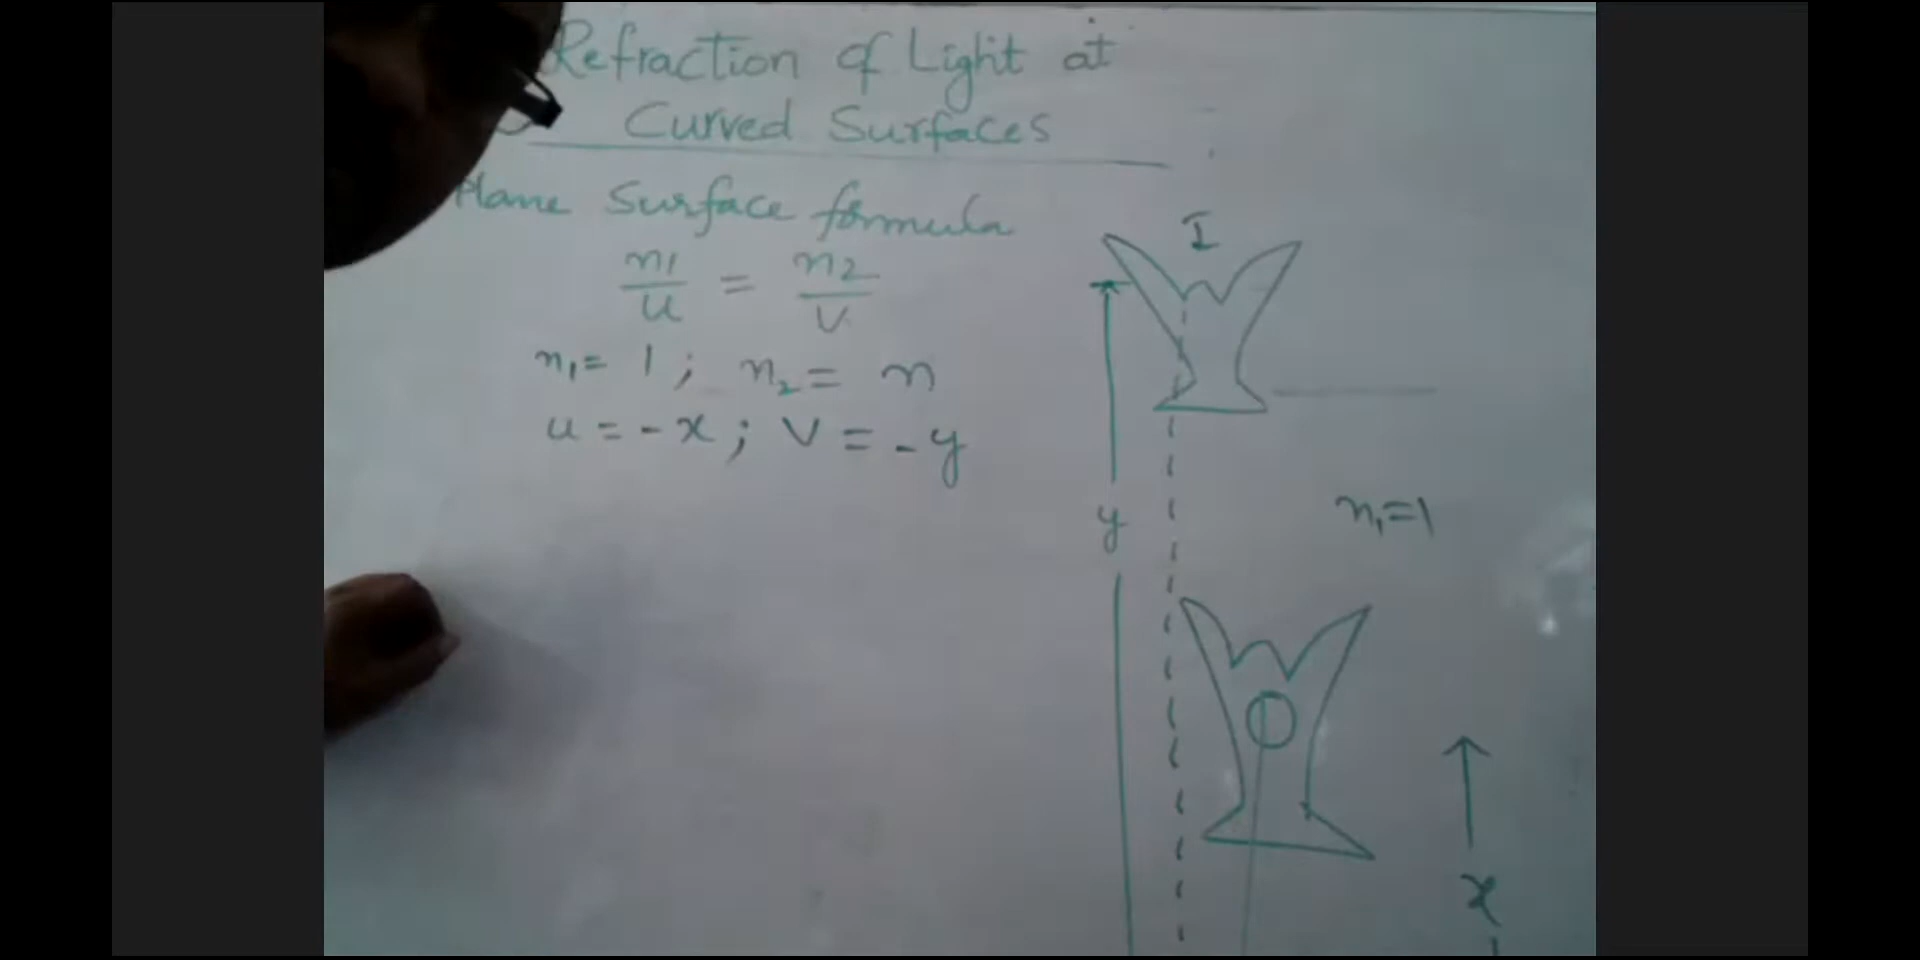 Refraction of Light at
Curved Surfaces
Plane Surface formula
n1/u = n2/v
n1 = 1 ; n2 = n
u = - x ; v = - y
I
y
n1=1
x